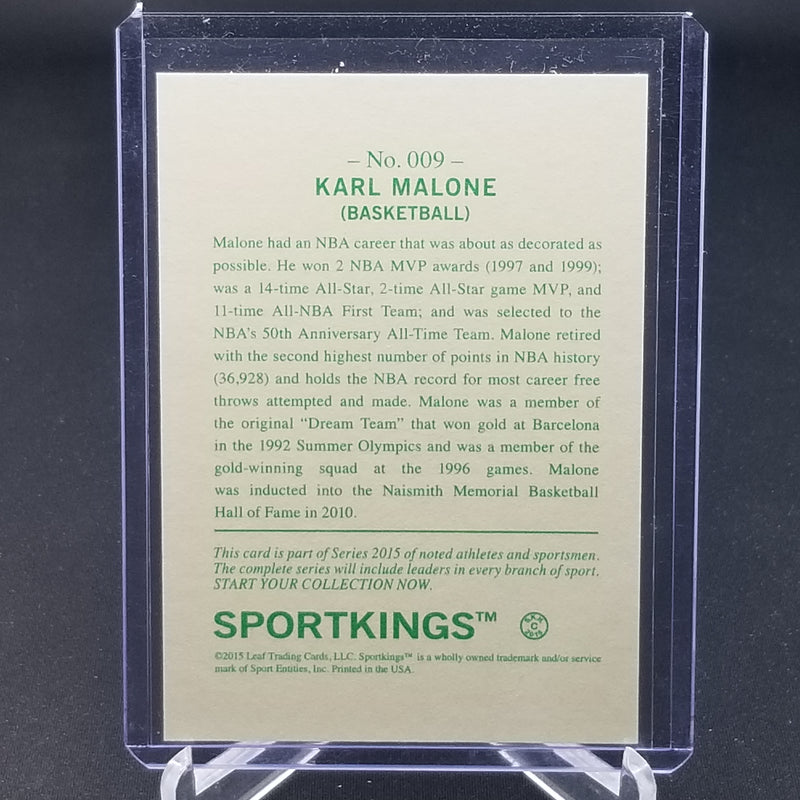 – No. 009 –
KARL MALONE
(BASKETBALL)
Malone had an NBA career that was about as decorated as
possible. He won 2 NBA MVP awards (1997 and 1999);
was a 14-time All-Star, 2-time All-Star game MVP, and
11-time All-NBA First Team; and was selected to the
NBA's 50th Anniversary All-Time Team. Malone retired
with the second highest number of points in NBA history
(36,928) and holds the NBA record for most career free
throws attempted and made. Malone was a member of
the original “Dream Team” that won gold at Barcelona
in the 1992 Summer Olympics and was a member of the
gold-winning squad at the 1996 games. Malone
was inducted into the Naismith Memorial Basketball
Hall of Fame in 2010.
This card is part of Series 2015 of noted athletes and sportsmen.
The complete series will include leaders in every branch of sport.
START YOUR COLLECTION NOW.
SPORTKINGS™
C
2015
©2015 Leaf Trading Cards, LLC. Sportkings™ is a wholly owned trademark and/or service
mark of Sport Entities, Inc. Printed in the USA.